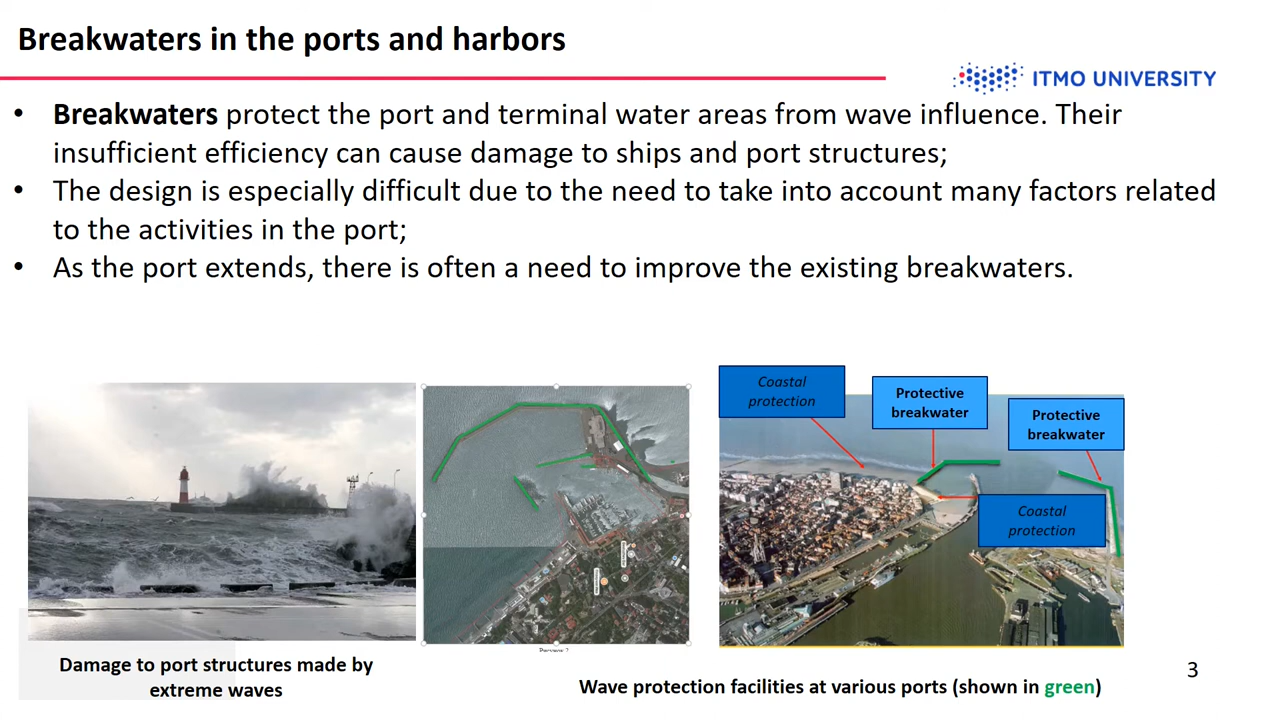 Breakwaters in the ports and harbors
ITMO UNIVERSITY
• Breakwaters protect the port and terminal water areas from wave influence. Their
insufficient efficiency can cause damage to ships and port structures;
• The design is especially difficult due to the need to take into account many factors related
to the activities in the port;
• As the port extends, there is often a need to improve the existing breakwaters.
Coastal
protection
Protective
breakwater
Protective
breakwater
Coastal
protection
Damage to port structures made by
extreme waves
Wave protection facilities at various ports (shown in green)
3